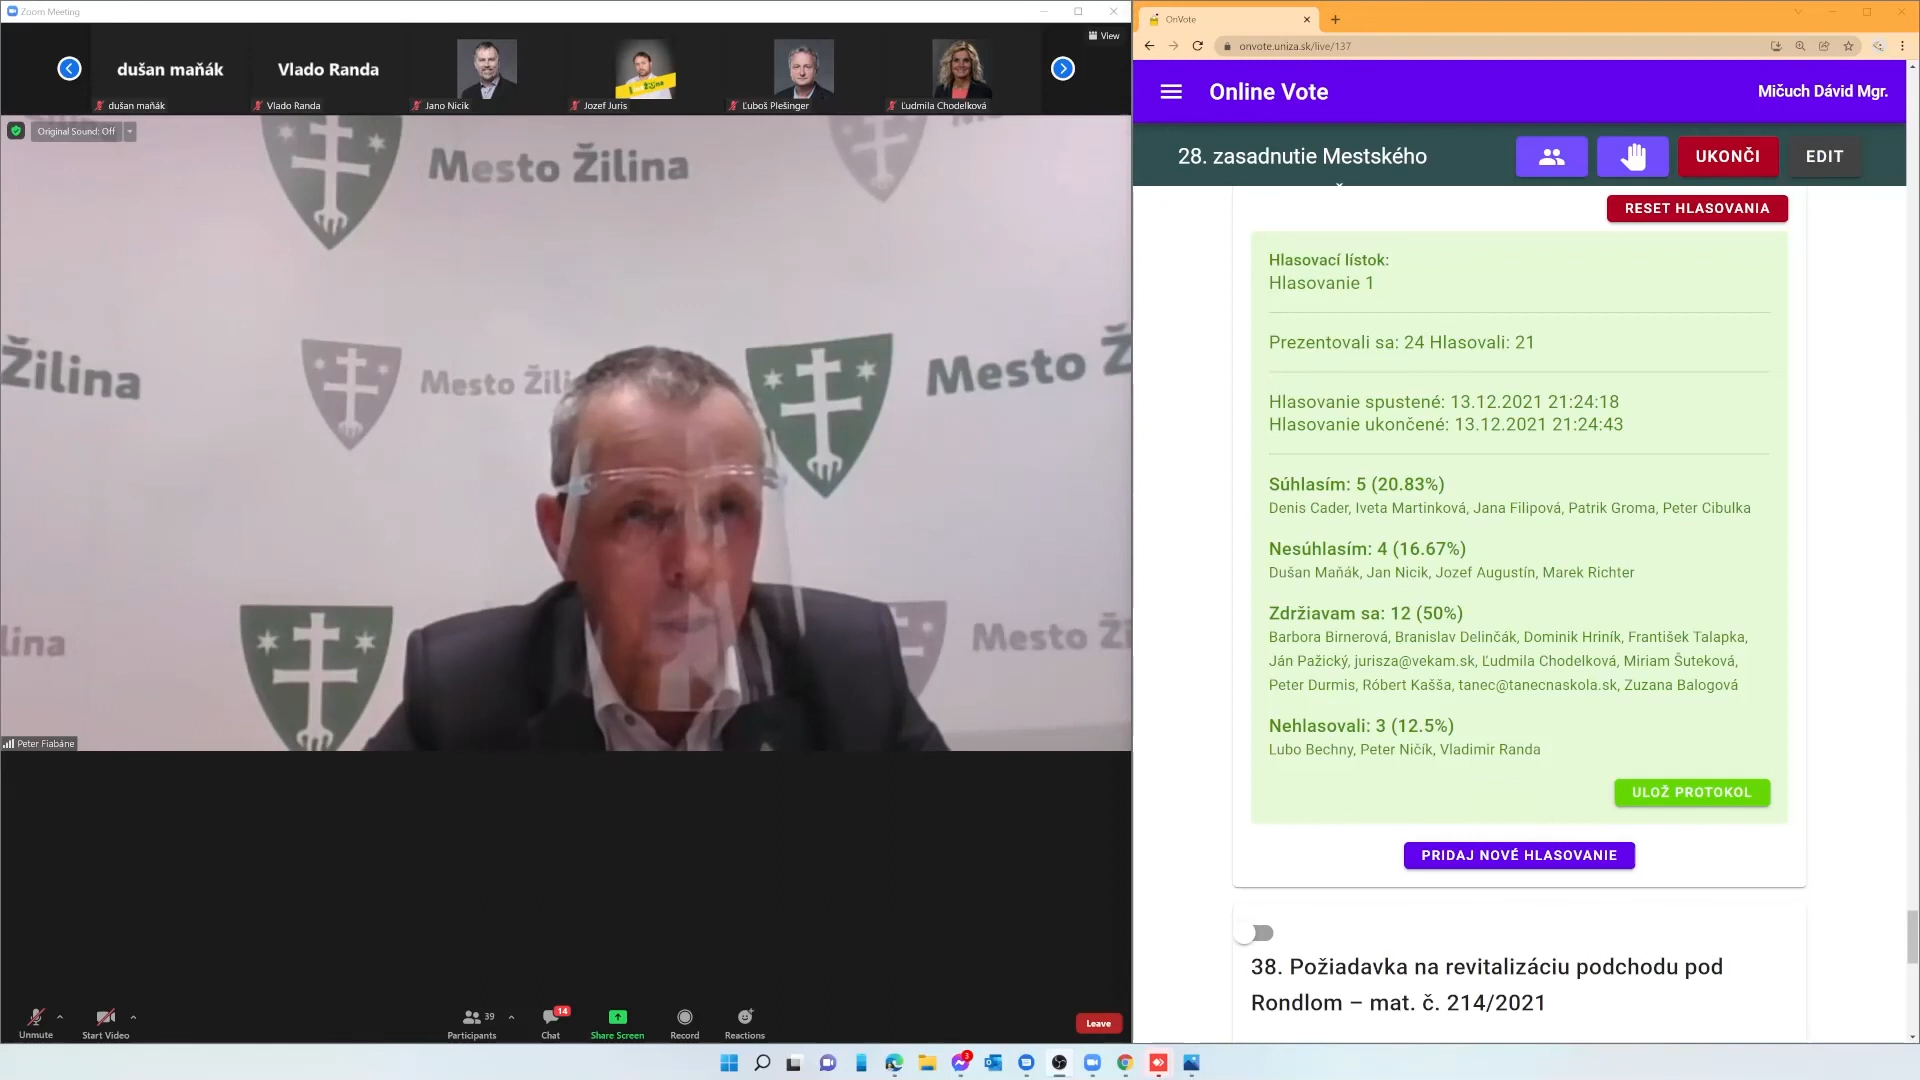 Zoom Meeting
View
dušan maňák
Vlado Randa
dušan maňák
Vlado Randa
Jano Nicík
Jozef Juris
Ľuboš Plešinger
Ľudmila Chodelková
Original Sound: Off
Mesto Žilina
Žilina
Mesto Žili
Mesto Ž
lina
Mesto Ži
Peter Fiabáne
Unmute
Start Video
39
Participants
14
Chat
Share Screen
Record
Reactions
Leave
OnVote
onvote.uniza.sk/live/137
Online Vote
Mičuch Dávid Mgr.
28. zasadnutie Mestského
UKONČI
EDIT
RESET HLASOVANIA
Hlasovací lístok:
Hlasovanie 1
Prezentovali sa: 24 Hlasovali: 21
Hlasovanie spustené: 13.12.2021 21:24:18
Hlasovanie ukončené: 13.12.2021 21:24:43
Súhlasím: 5 (20.83%)
Denis Cader, Iveta Martinková, Jana Filipová, Patrik Groma, Peter Cibulka
Nesúhlasím: 4 (16.67%)
Dušan Maňák, Jan Nicik, Jozef Augustín, Marek Richter
Zdržiavam sa: 12 (50%)
Barbora Birnerová, Branislav Delinčák, Dominik Hriník, František Talapka,
Ján Pažický, jurisza@vekam.sk, Ľudmila Chodelková, Miriam Šuteková,
Peter Durmis, Róbert Kašša, tanec@tanecnaskola.sk, Zuzana Balogová
Nehlasovali: 3 (12.5%)
Lubo Bechny, Peter Ničík, Vladimir Randa
ULOŽ PROTOKOL
PRIDAJ NOVÉ HLASOVANIE
38. Požiadavka na revitalizáciu podchodu pod
Rondlom – mat. č. 214/2021
3